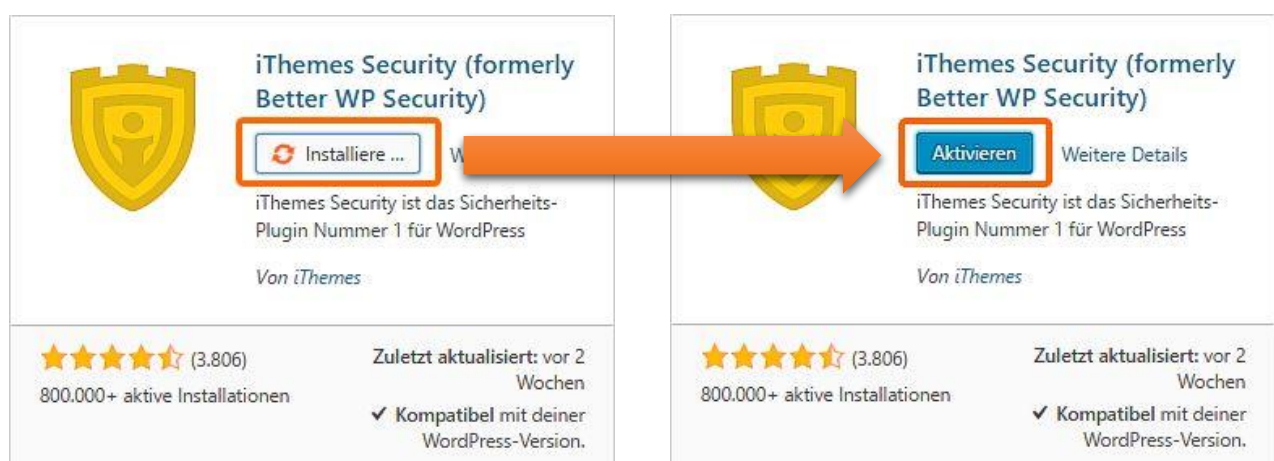 iThemes Security (formerly
Better WP Security)
Installiere ...
iThemes Security ist das Sicherheits-
Plugin Nummer 1 für WordPress
Von iThemes
(3.806)
800.000+ aktive Installationen
Zuletzt aktualisiert: vor 2
Wochen
✔ Kompatibel mit deiner
WordPress-Version.
iThemes Security (formerly
Better WP Security)
Aktivieren Weitere Details
iThemes Security ist das Sicherheits-
Plugin Nummer 1 für WordPress
Von iThemes
(3.806)
800.000+ aktive Installationen
Zuletzt aktualisiert: vor 2
Wochen
✔ Kompatibel mit deiner
WordPress-Version.